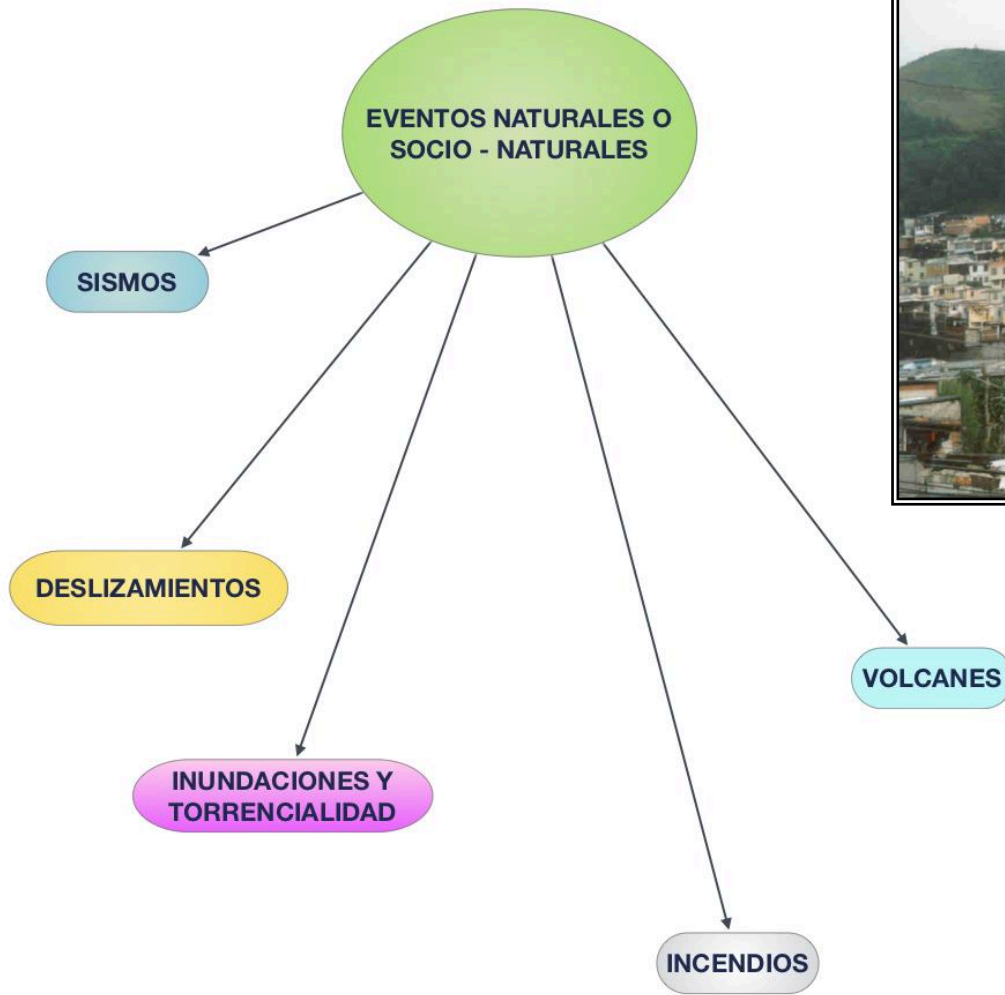 EVENTOS NATURALES O
SOCIO - NATURALES
SISMOS
DESLIZAMIENTOS
VOLCANES
INUNDACIONES Y
TORRENCIALIDAD
INCENDIOS